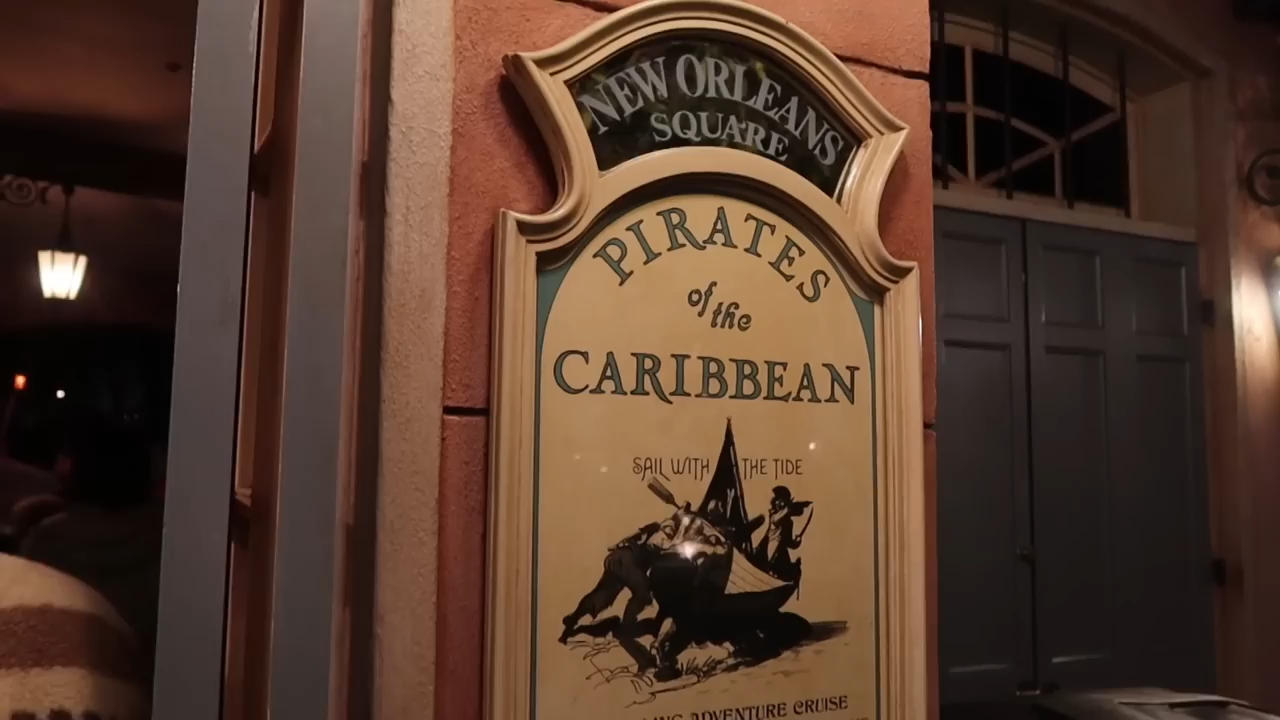 NEW ORLEANS
SQUARE
PIRATES
of the
CARIBBEAN
SAIL WITH THE TIDE
ADVENTURE CRUISE